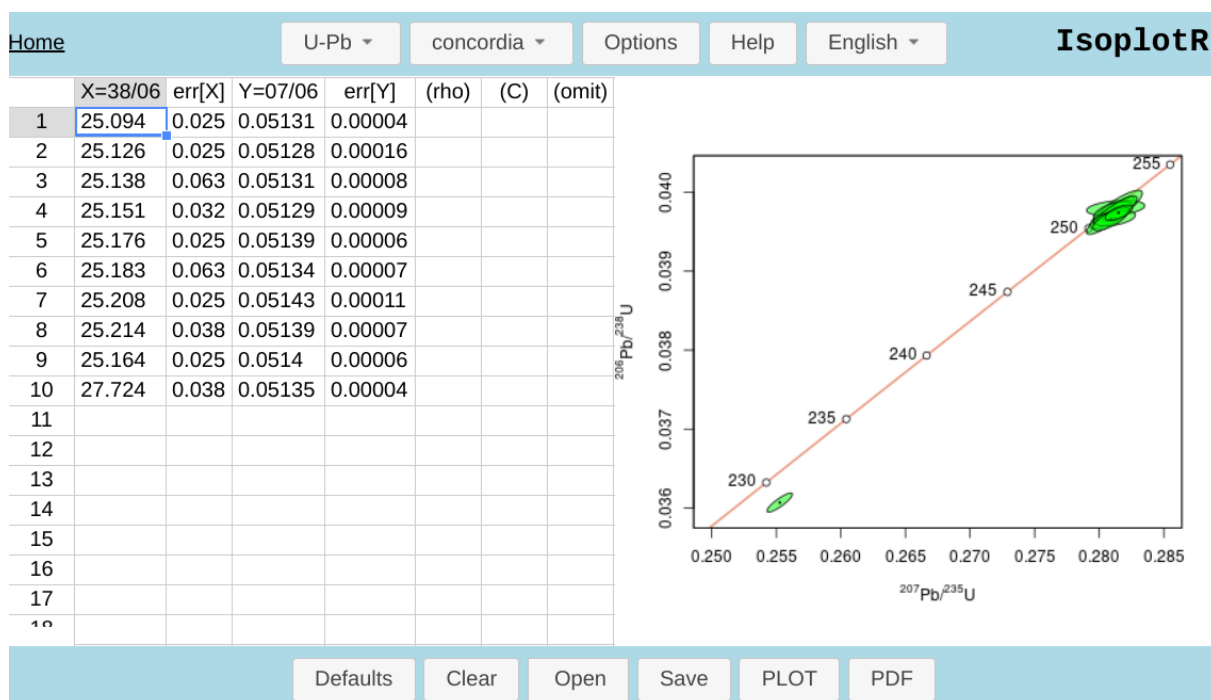 Home U-Pb concordia Options Help English IsoplotR
X=38/06 err[X] Y=07/06 err[Y] (rho) (C) (omit)
1 25.094 0.025 0.05131 0.00004
2 25.126 0.025 0.05128 0.00016
3 25.138 0.063 0.05131 0.00008
4 25.151 0.032 0.05129 0.00009
5 25.176 0.025 0.05139 0.00006
6 25.183 0.063 0.05134 0.00007
7 25.208 0.025 0.05143 0.00011
8 25.214 0.038 0.05139 0.00007
9 25.164 0.025 0.0514 0.00006
10 27.724 0.038 0.05135 0.00004
11
12
13
14
15
16
17
18
255
250
245
240
235
230
0.040
0.039
0.038
0.037
0.036
206Pb/238U
0.250 0.255 0.260 0.265 0.270 0.275 0.280 0.285
207Pb/235U
Defaults Clear Open Save PLOT PDF